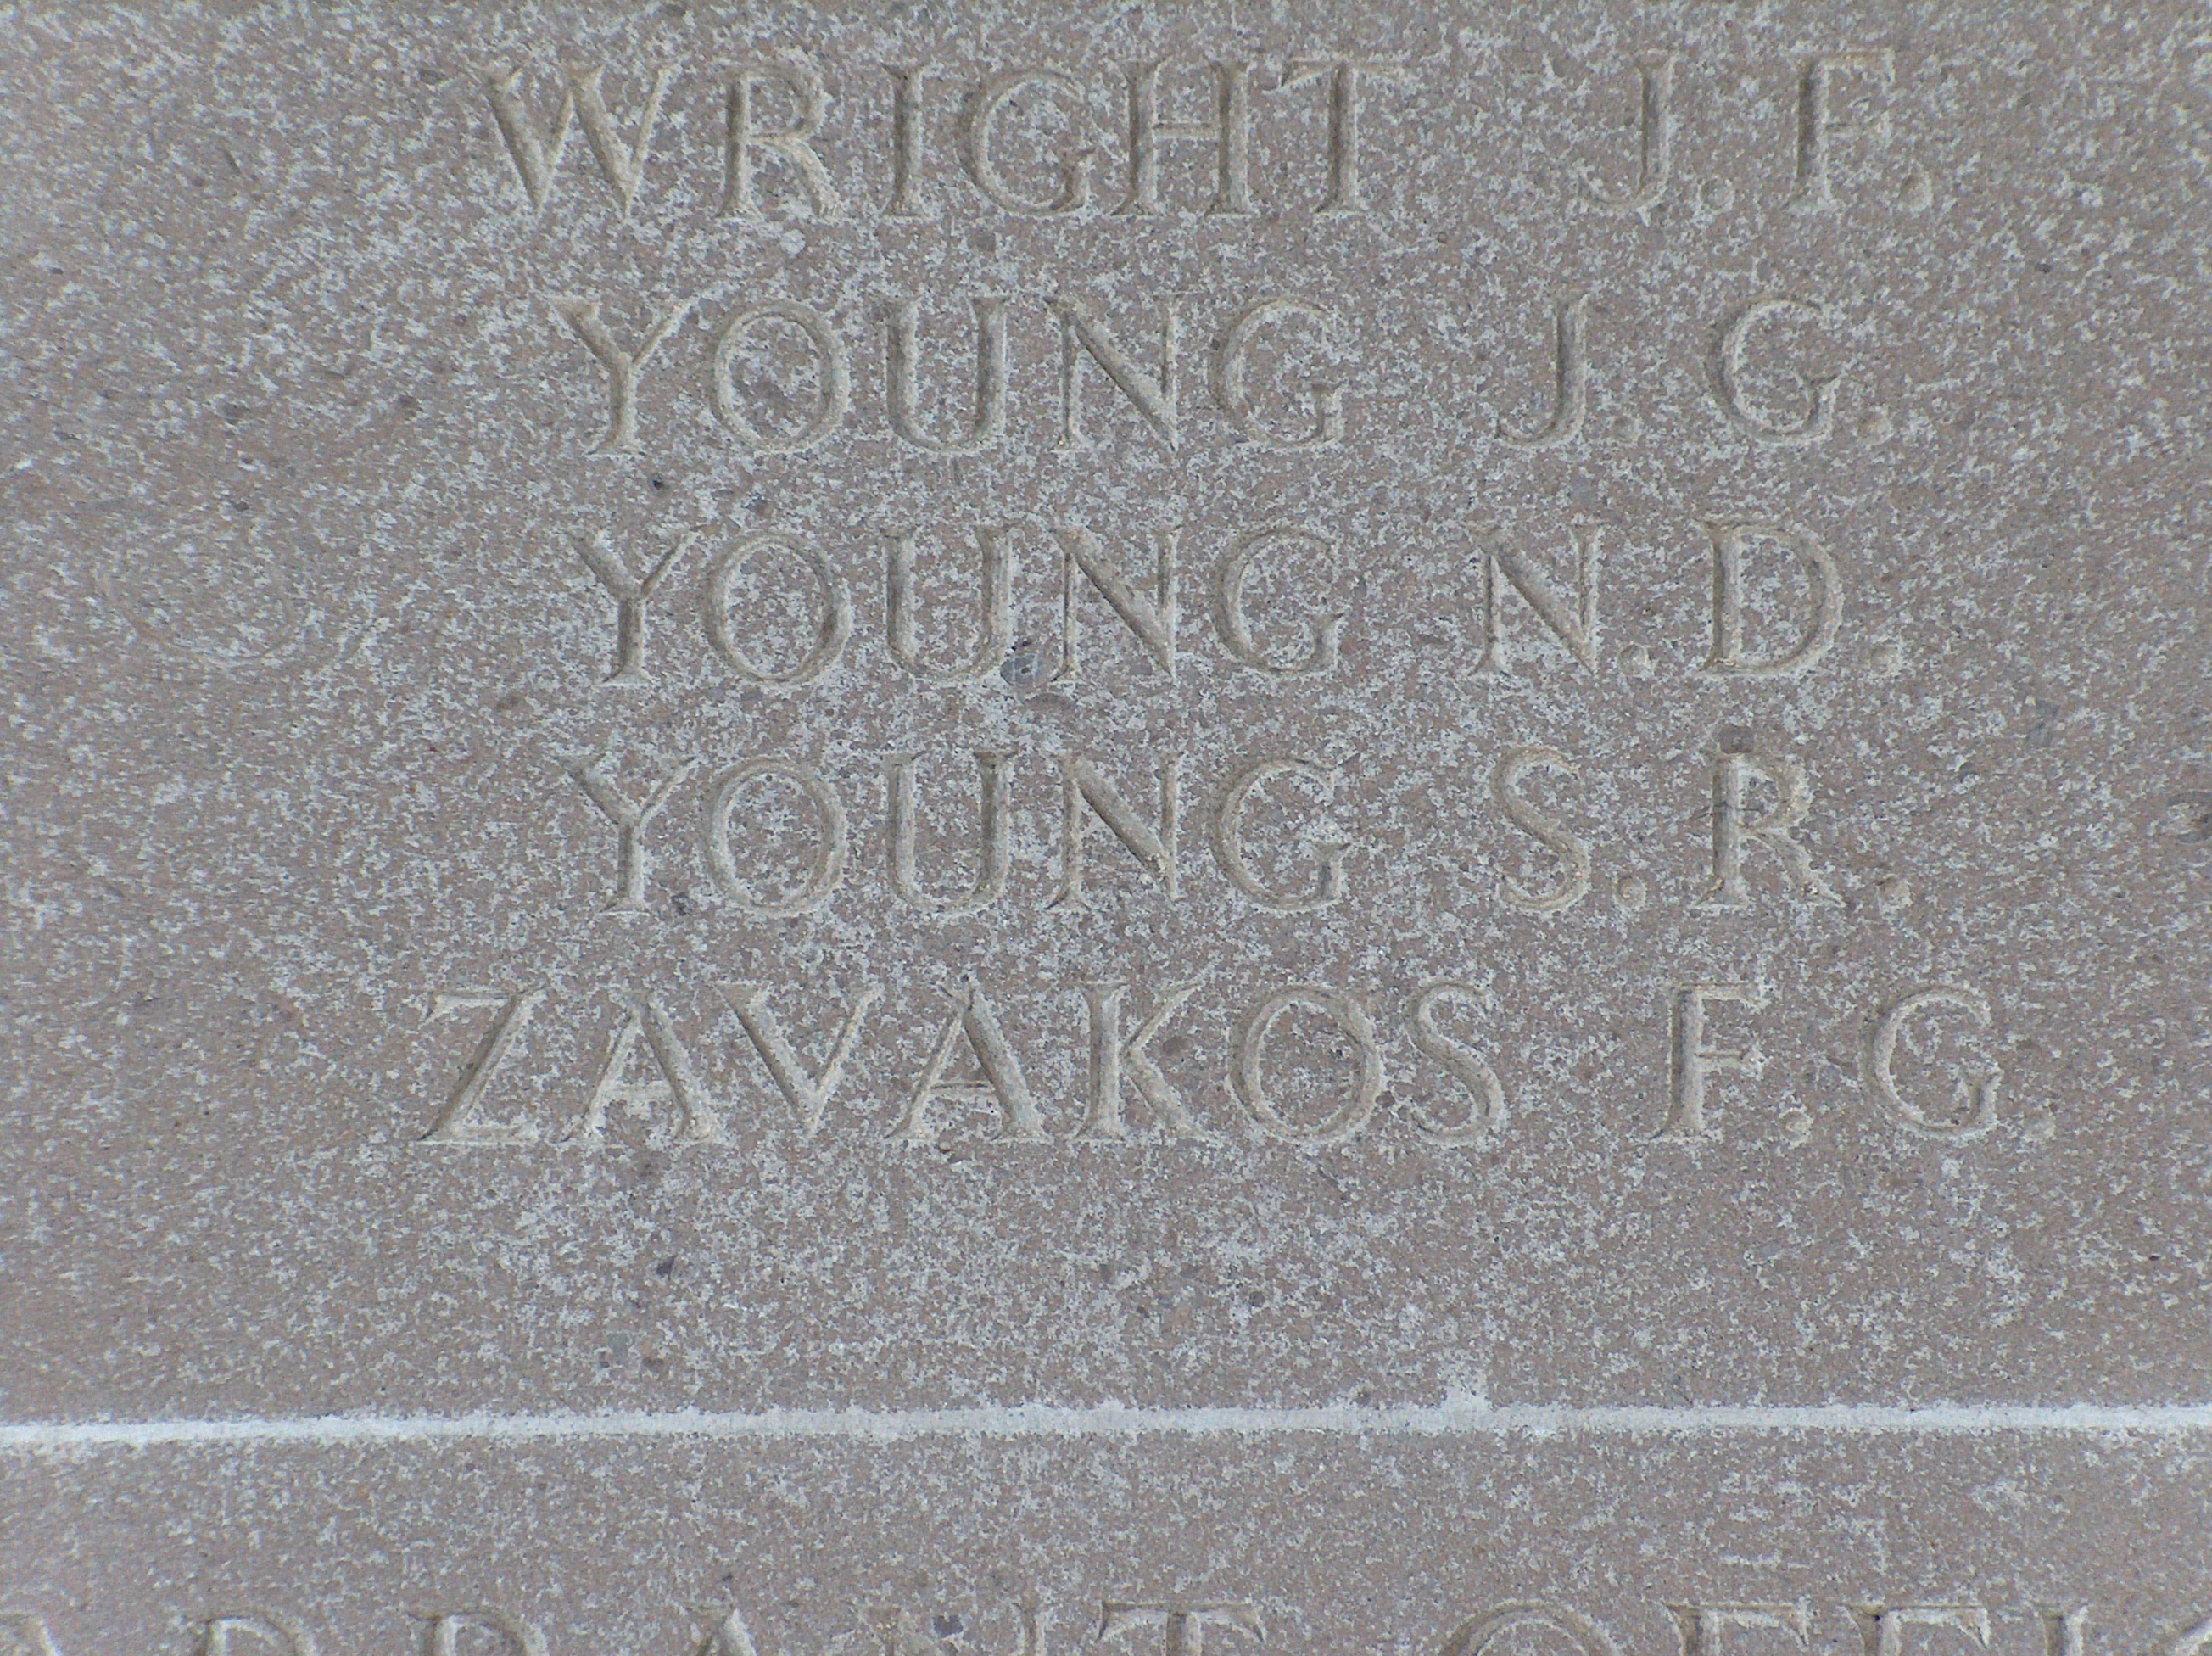 WRIGHT J. F.
YOUNG J. G.
YOUNG N. D.
YOUNG S. R.
ZAVAKOS F. G.